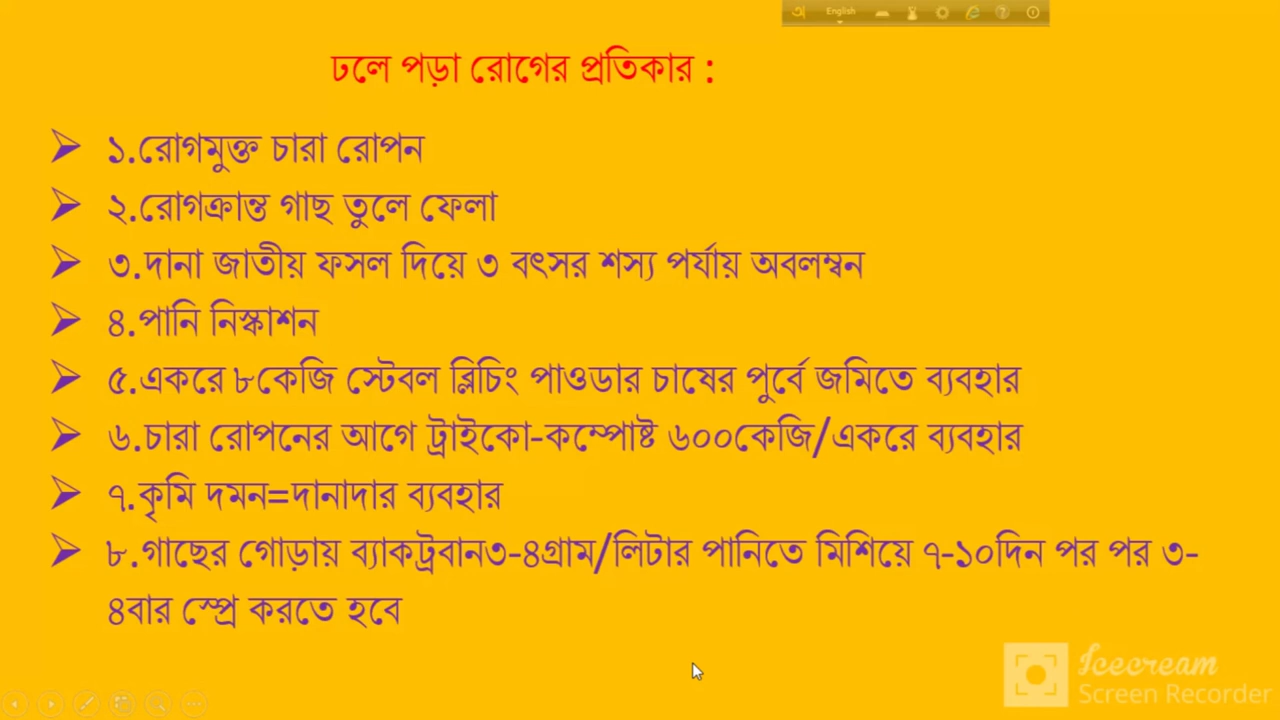 English
ঢলে পড়া রোগের প্রতিকার :
১.রোগমুক্ত চারা রোপন
২.রোগক্রান্ত গাছ তুলে ফেলা
৩.দানা জাতীয় ফসল দিয়ে ৩ বৎসর শস্য পর্যায় অবলম্বন
৪.পানি নিস্কাশন
৫.একরে ৮কেজি স্টেবল ব্লিচিং পাওডার চাষের পুর্বে জমিতে ব্যবহার
৬.চারা রোপনের আগে ট্রাইকো-কম্পোষ্ট ৬০০কেজি/একরে ব্যবহার
৭.কৃমি দমন=দানাদার ব্যবহার
৮.গাছের গোড়ায় ব্যাকট্রবান৩-৪গ্রাম/লিটার পানিতে মিশিয়ে ৭-১০দিন পর পর ৩-
৪বার স্প্রে করতে হবে
Icecream
Screen Recorder